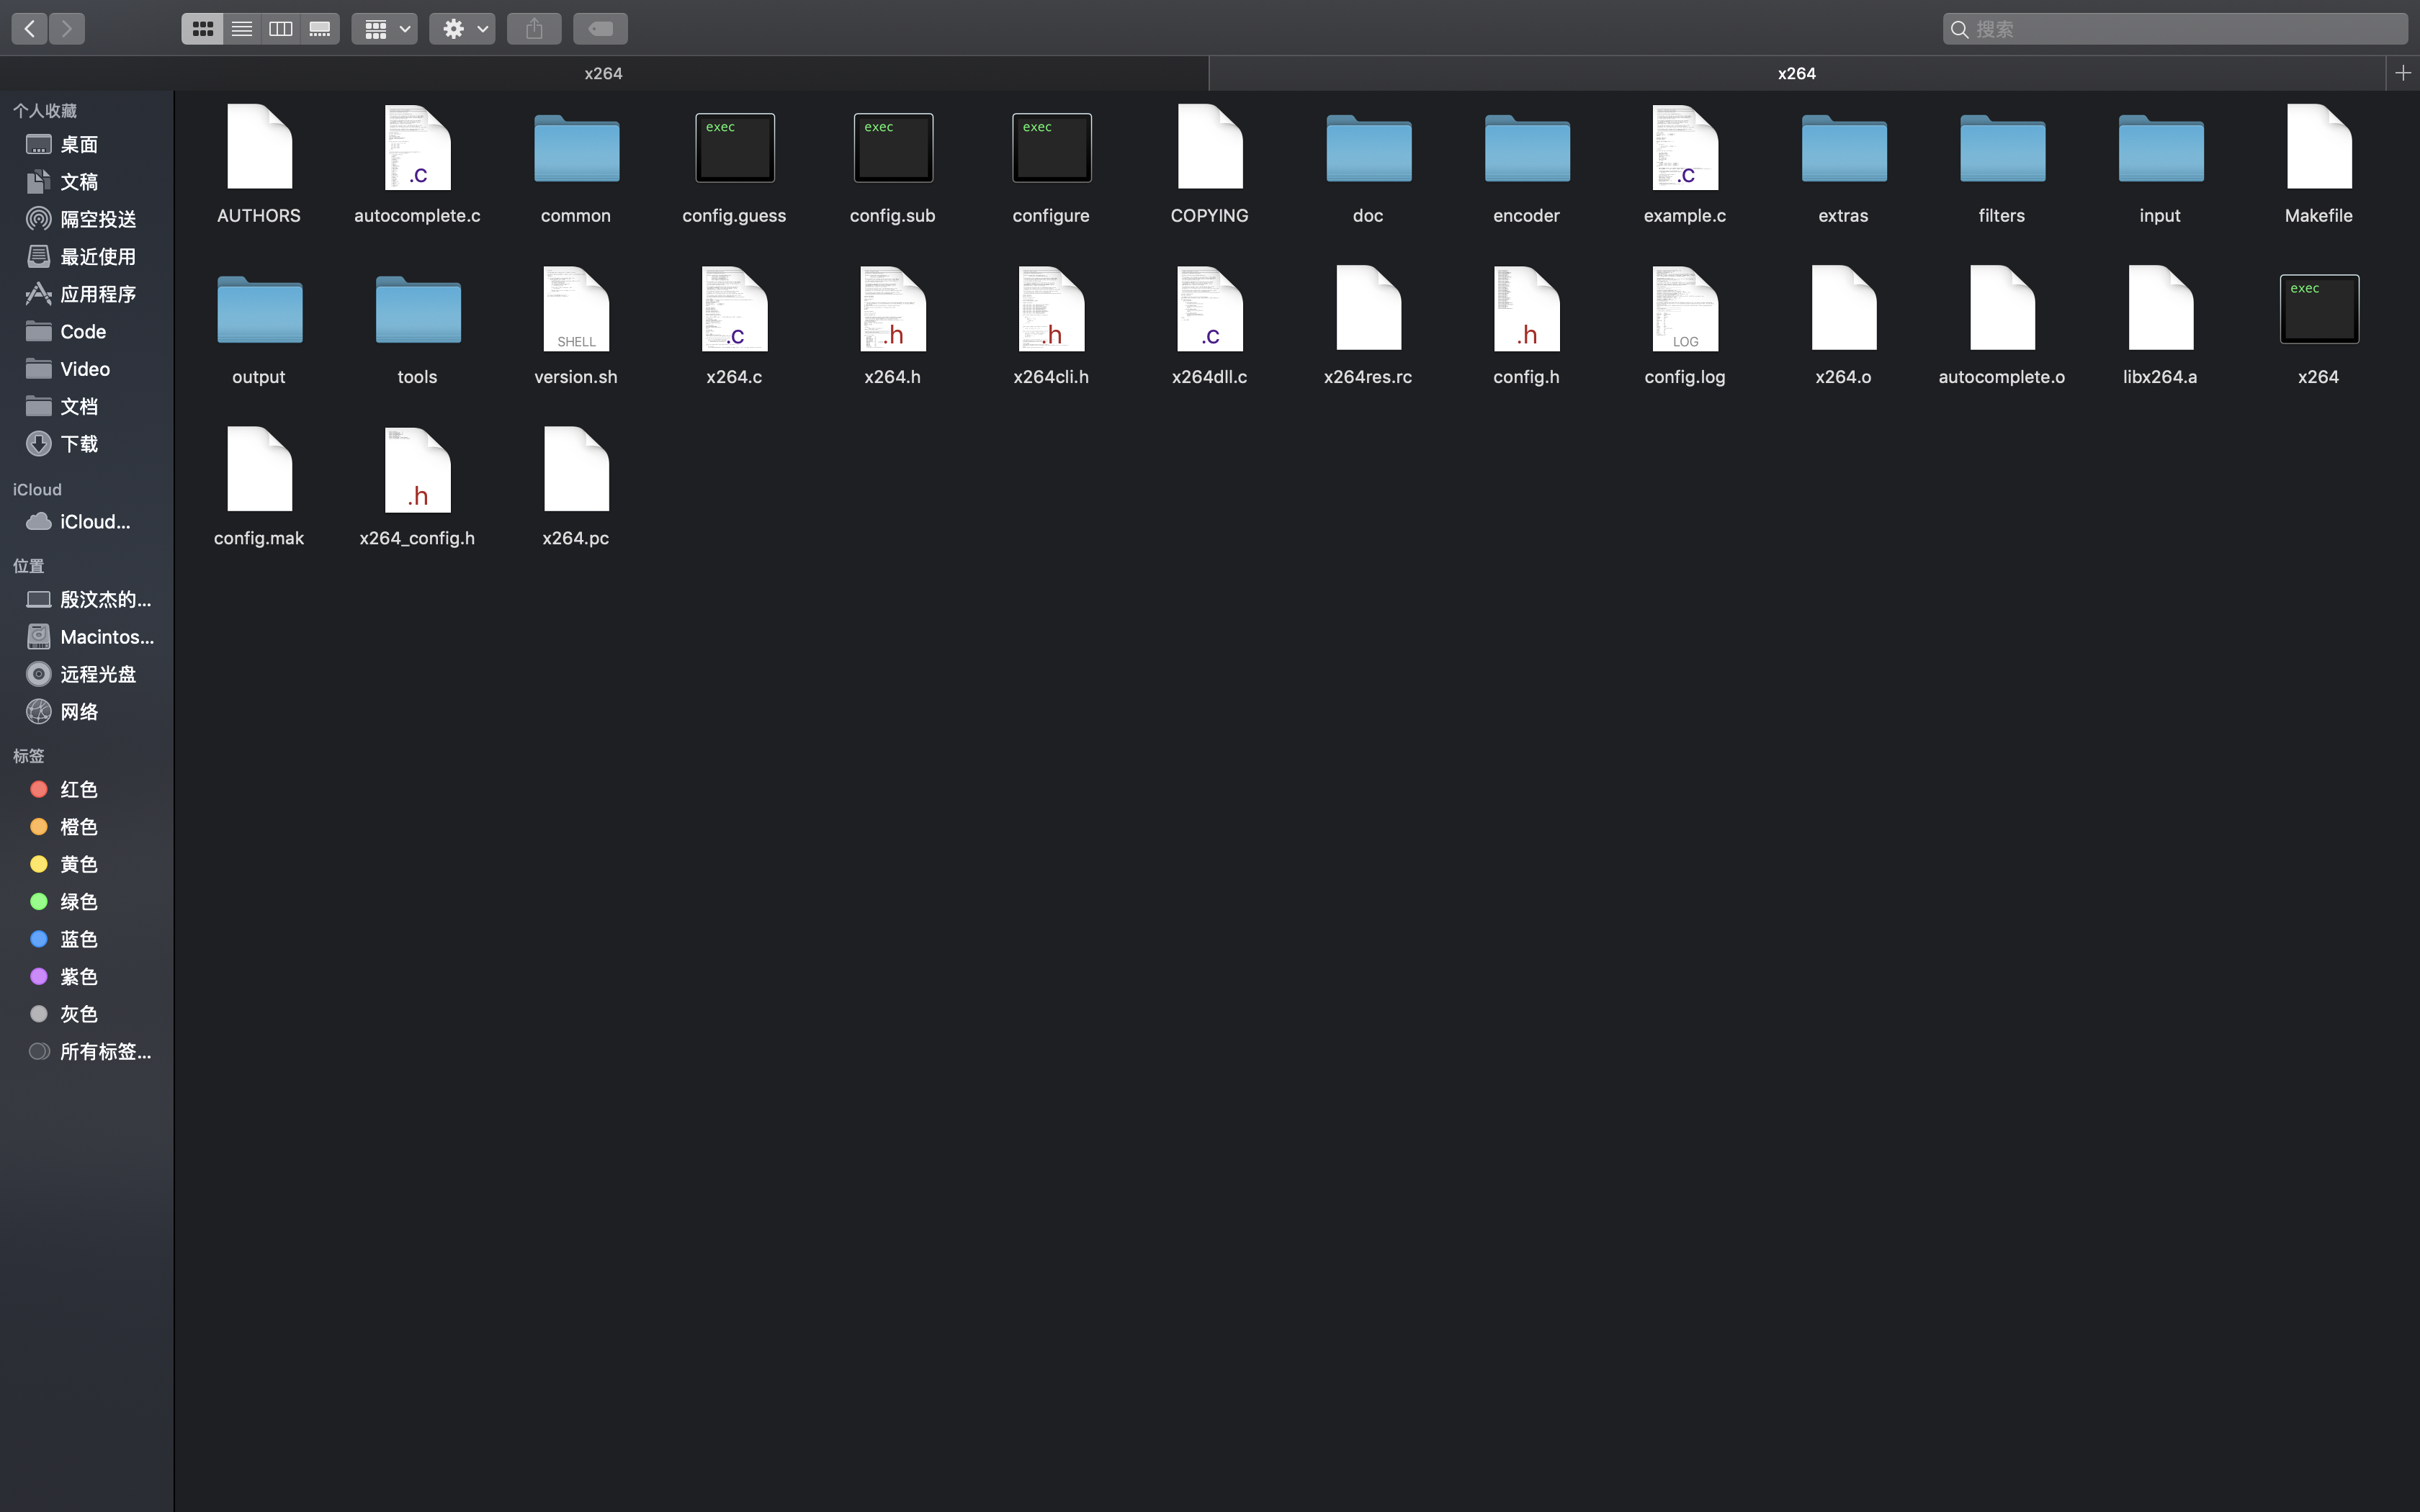 搜索
x264
x264
个人收藏
桌面
文稿
隔空投送
最近使用
应用程序
Code
Video
文档
下载
iCloud
iCloud...
位置
殷汶杰的...
Macintos...
远程光盘
网络
标签
红色
橙色
黄色
绿色
蓝色
紫色
灰色
所有标签...
.c exec exec exec .c
AUTHORS autocomplete.c common config.guess config.sub configure COPYING doc encoder example.c extras filters input Makefile
SHELL .c .h .h .c .h LOG exec
output tools version.sh x264.c x264.h x264cli.h x264dll.c x264res.rc config.h config.log x264.o autocomplete.o libx264.a x264
.h
config.mak x264_config.h x264.pc